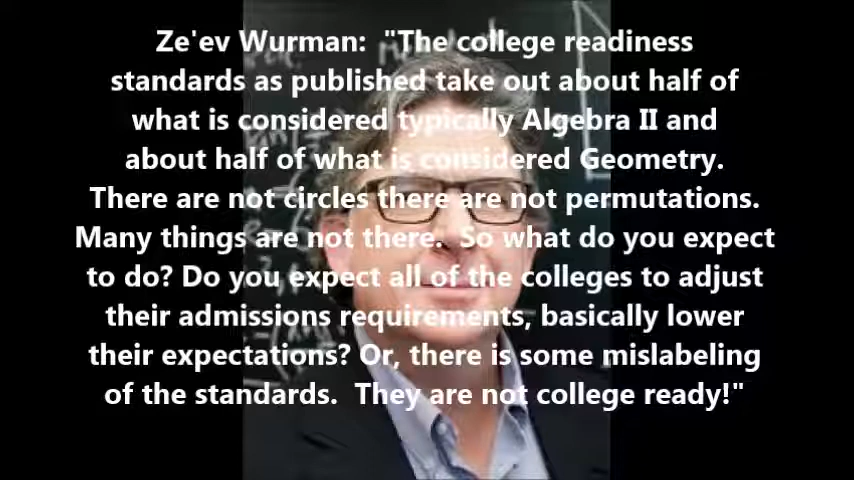 Ze'ev Wurman:  "The college readiness
standards as published take out about half of
what is considered typically Algebra II and
about half of what is considered Geometry.
There are not circles there are not permutations.
Many things are not there.  So what do you expect
to do? Do you expect all of the colleges to adjust
their admissions requirements, basically lower
their expectations? Or, there is some mislabeling
of the standards.  They are not college ready!"